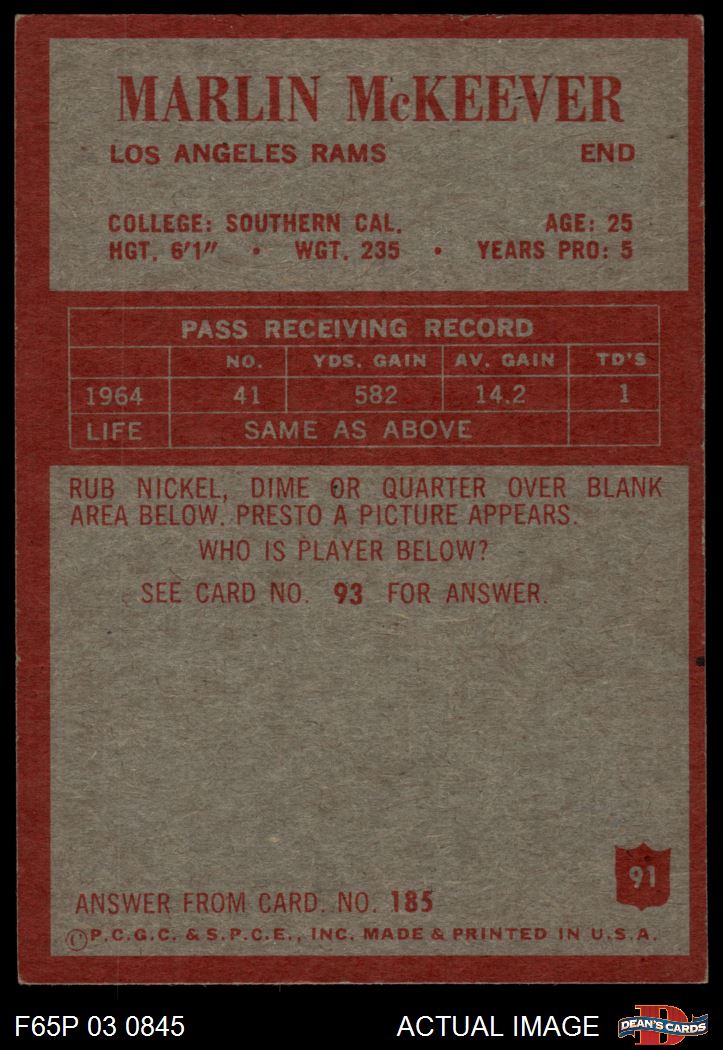 MARLIN McKEEVER
LOS ANGELES RAMS END
COLLEGE: SOUTHERN CAL. AGE: 25
HGT. 6'1" • WGT. 235 • YEARS PRO: 5
PASS RECEIVING RECORD
NO. YDS. GAIN AV. GAIN TD'S
1964 41 582 14.2 1
LIFE SAME AS ABOVE
RUB NICKEL, DIME OR QUARTER OVER BLANK
AREA BELOW. PRESTO A PICTURE APPEARS.
WHO IS PLAYER BELOW?
SEE CARD NO. 93 FOR ANSWER.
91
ANSWER FROM CARD. NO. 185
©P.C.G.C. & S.P.C.E., INC. MADE & PRINTED IN U.S.A.
F65P 03 0845 ACTUAL IMAGE D DEAN'S CARDS